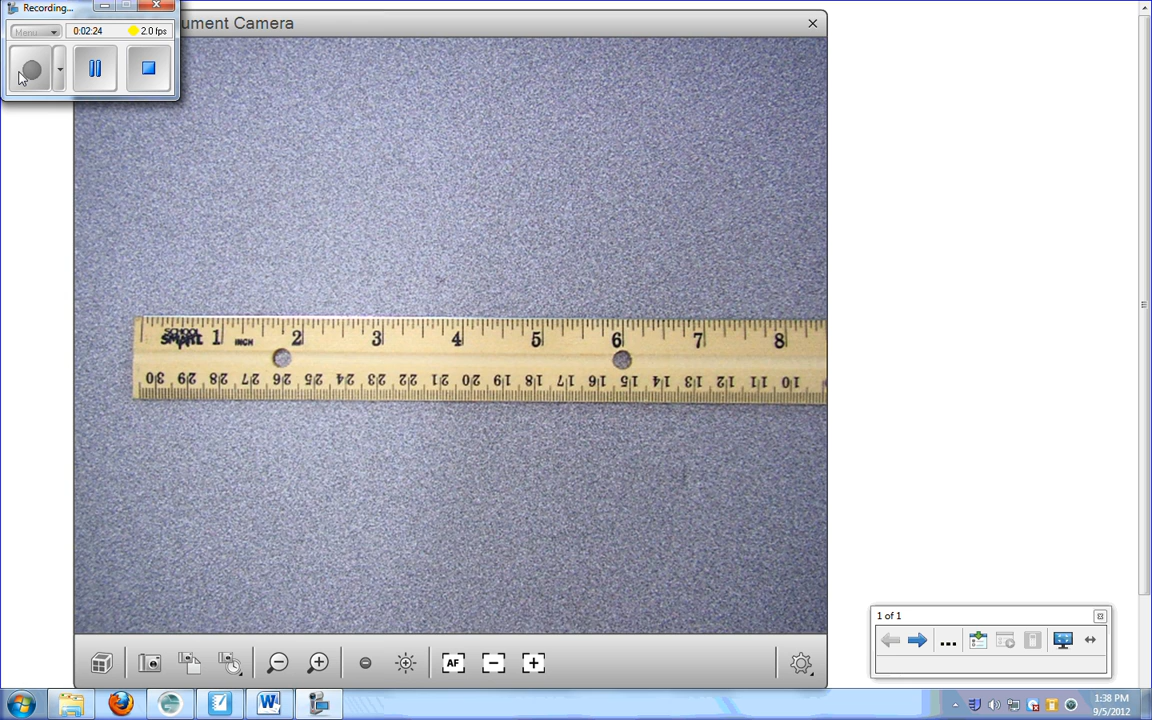 Recording...
Menu
0:02:24
2.0 fps
ument Camera
SCHOOL
SMART
1
INCH
2
3
4
5
6
7
8
30 29 28 27 26 25 24 23 22 21 20 19 18 17 16 15 14 13 12 11 10
AF
1 of 1
...
1:38 PM
9/5/2012